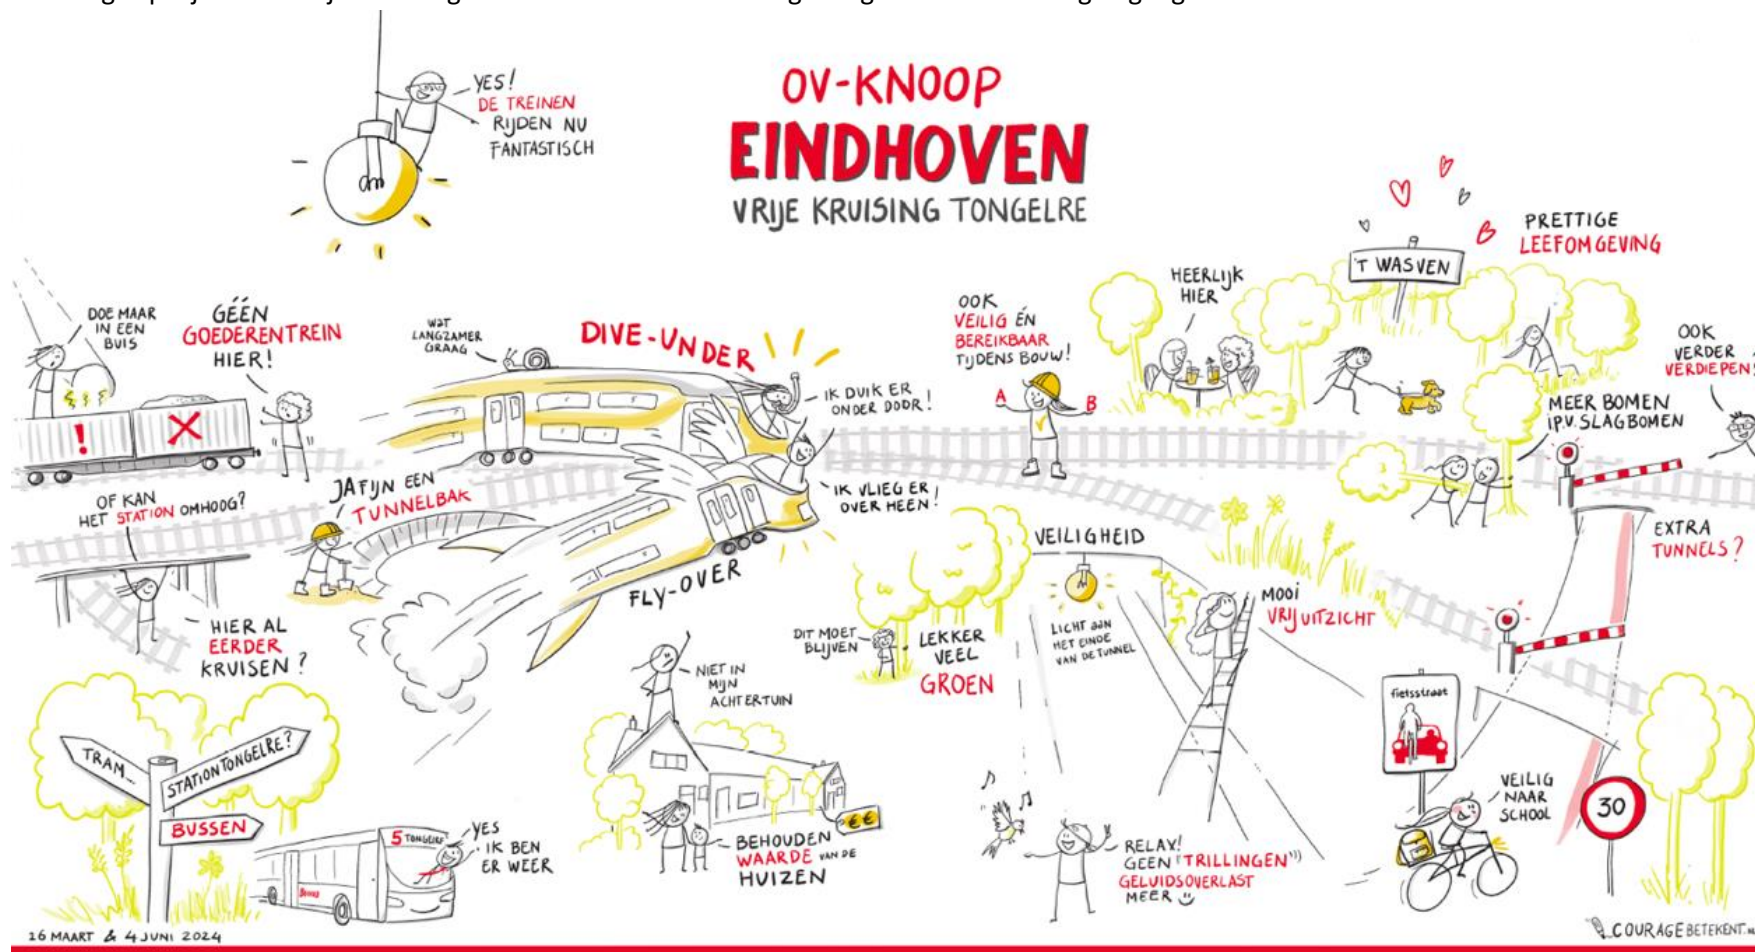 YES!
DE TREINEN
RIJDEN NU
FANTASTISCH
OV-KNOOP
EINDHOVEN
VRIJE KRUISING TONGELRE
DOE MAAR
IN EEN
BUIS
GÉÉN
GOEDERENTREIN
HIER!
WAT
LANGZAMER
GRAAG
DIVE-UNDER
IK DUIK ER
ONDER DOOR!
IK VLIEG ER
OVER HEEN!
FLY-OVER
OOK
VEILIG ÉN
BEREIKBAAR
TIJDENS BOUW!
A
B
HEERLIJK
HIER
'T WASVEN
PRETTIGE
LEEFOMGEVING
OOK
VERDER
VERDIEPEN?
MEER BOMEN
I.P.V. SLAGBOMEN
!
X
OF KAN
HET STATION OMHOOG?
JA FIJN EEN
TUNNELBAK
HIER AL
EERDER
KRUISEN?
EXTRA
TUNNELS?
VEILIGHEID
LICHT AAN
HET EINDE
VAN DE TUNNEL
MOOI
VRIJ UITZICHT
DIT MOET
BLIJVEN
LEKKER
VEEL
GROEN
NIET IN
MIJN
ACHTERTUIN
TRAM...
STATION TONGELRE?
BUSSEN
5 TONGELRE
YES
IK BEN
ER WEER
€€
BEHOUDEN
WAARDE VAN DE
HUIZEN
RELAX!
GEEN "TRILLINGEN"
GELUIDSOVERLAST
MEER
fietsstraat
VEILIG
NAAR
SCHOOL
30
16 MAART & 4 JUNI 2024
COURAGEBETEKENT